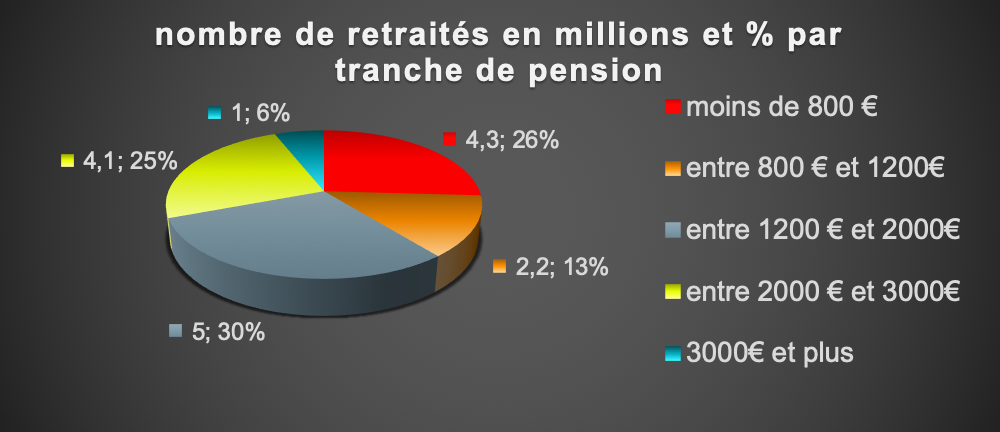 nombre de retraités en millions et % par
tranche de pension
1; 6%
4,3; 26%
4,1; 25%
2,2; 13%
5; 30%
moins de 800 €
entre 800 € et 1200€
entre 1200 € et 2000€
entre 2000 € et 3000€
3000€ et plus